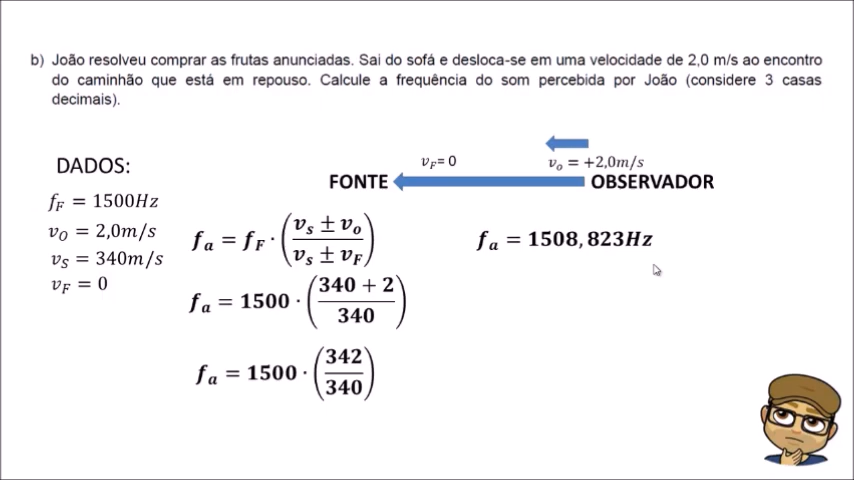 b) João resolveu comprar as frutas anunciadas. Sai do sofá e desloca-se em uma velocidade de 2,0 m/s ao encontro
do caminhão que está em repouso. Calcule a frequência do som percebida por João (considere 3 casas
decimais).
DADOS:
f_F = 1500Hz
v_O = 2,0m/s
v_S = 340m/s
v_F = 0
v_F= 0
v_o = +2,0m/s
FONTE
OBSERVADOR
f_a = f_F · (v_s ± v_o / v_s ± v_F)
f_a = 1500 · (340 + 2 / 340)
f_a = 1500 · (342 / 340)
f_a = 1508,823Hz